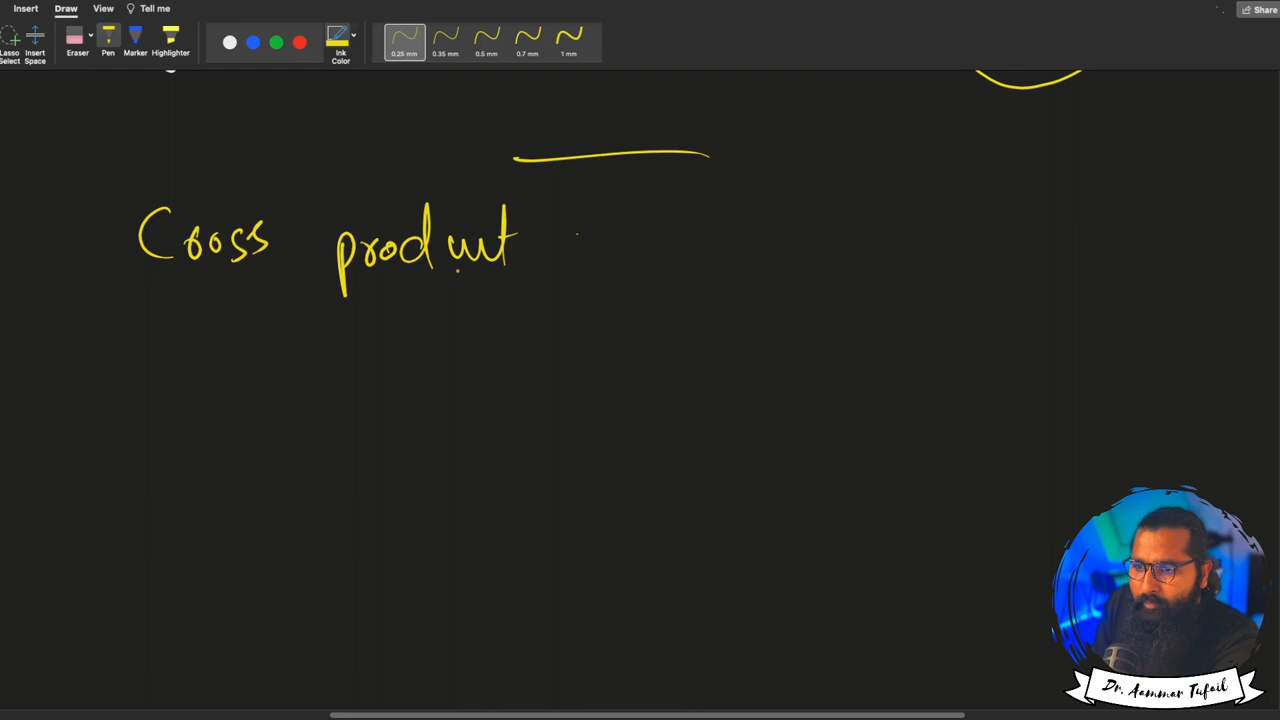 Insert Draw View Tell me
Share
Lasso Select
Insert Space
Eraser
Pen
Marker
Highlighter
Ink Color
0.25 mm
0.35 mm
0.5 mm
0.7 mm
1 mm
Cross product
Dr. Aammar Tufail